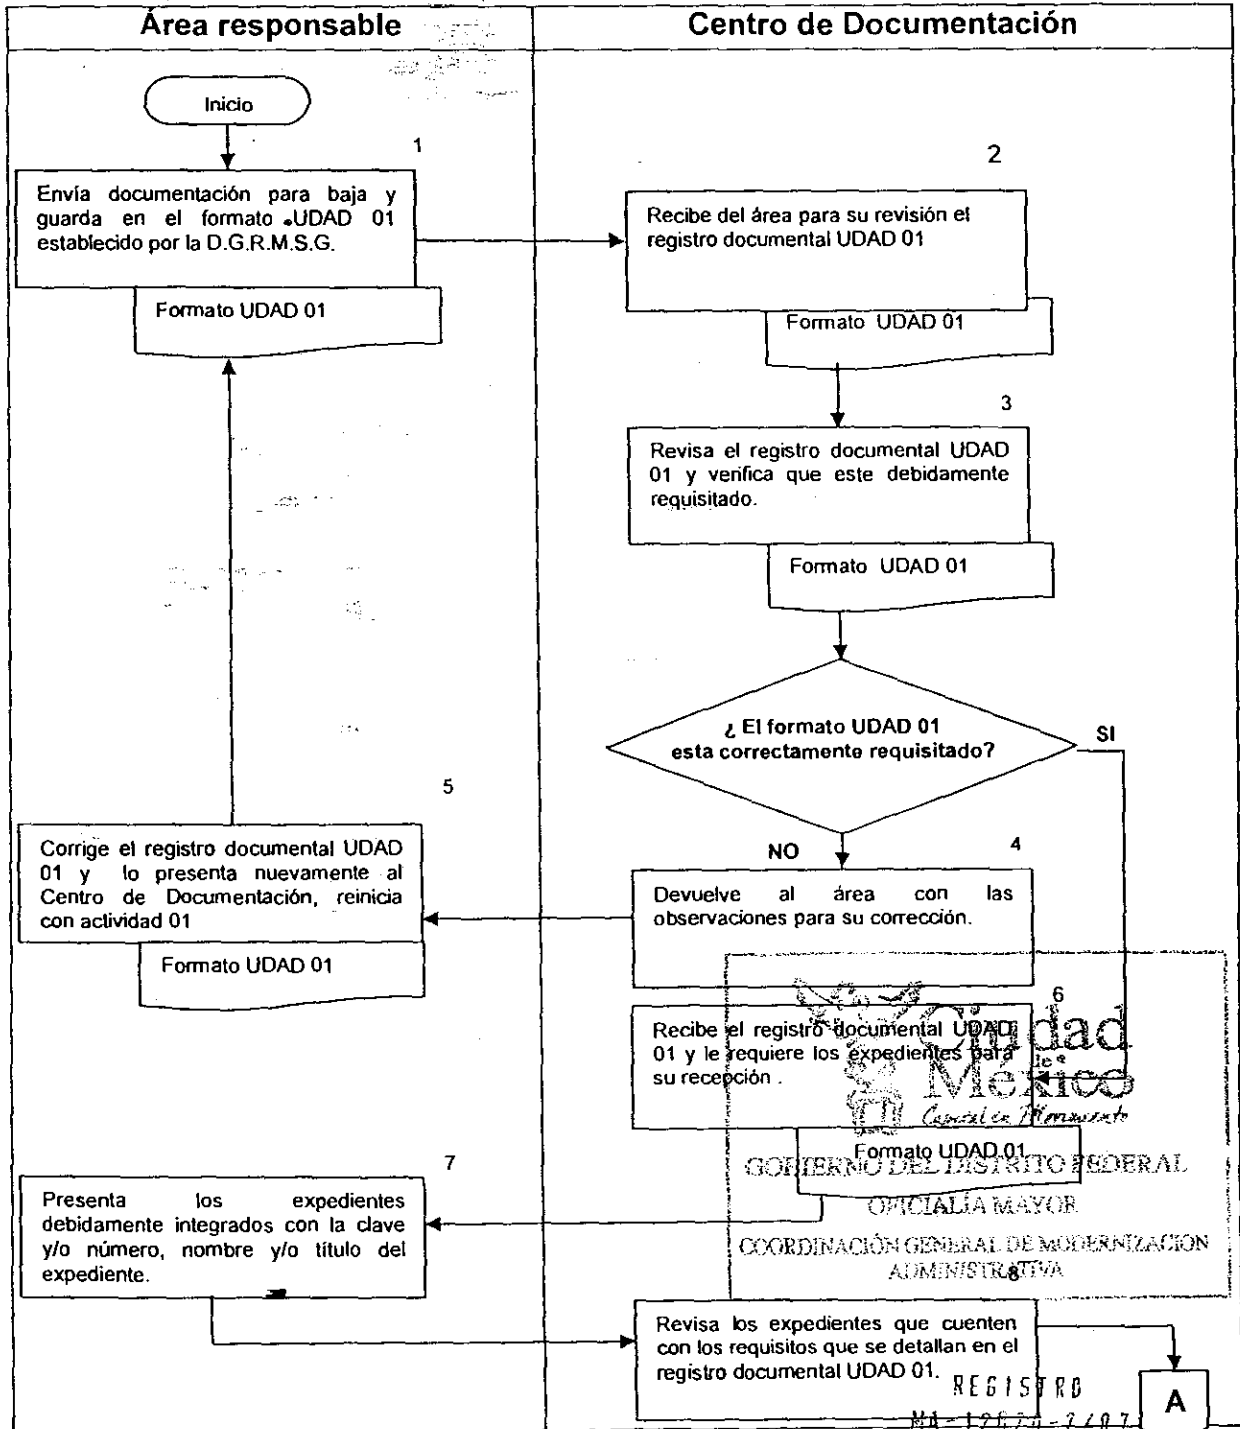 Área responsable
Centro de Documentación
Inicio
1
Envía documentación para baja y
guarda en el formato UDAD 01
establecido por la D.G.R.M.S.G.
Formato UDAD 01
2
Recibe del área para su revisión el
registro documental UDAD 01
Formato UDAD 01
3
Revisa el registro documental UDAD
01 y verifica que este debidamente
requisitado.
Formato UDAD 01
¿ El formato UDAD 01
esta correctamente requisitado?
SI
NO
4
Devuelve al área con las
observaciones para su corrección.
5
Corrige el registro documental UDAD
01 y lo presenta nuevamente al
Centro de Documentación, reinicia
con actividad 01
Formato UDAD 01
6
Recibe el registro documental UDAD
01 y le requiere los expedientes para
su recepción .
Formato UDAD 01
Ciudad
México
Capital en Movimiento
GOBIERNO DEL DISTRITO FEDERAL
OFICIALÍA MAYOR
COORDINACIÓN GENERAL DE MODERNIZACION
ADMINISTRATIVA
7
Presenta los expedientes
debidamente integrados con la clave
y/o número, nombre y/o título del
expediente.
8
Revisa los expedientes que cuenten
con los requisitos que se detallan en el
registro documental UDAD 01.
REGISTRO
A